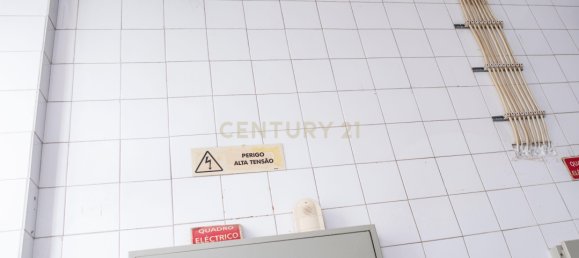 CENTURY 21
PERIGO
ALTA TENSÃO
QUADRO
ELÉCTRICO